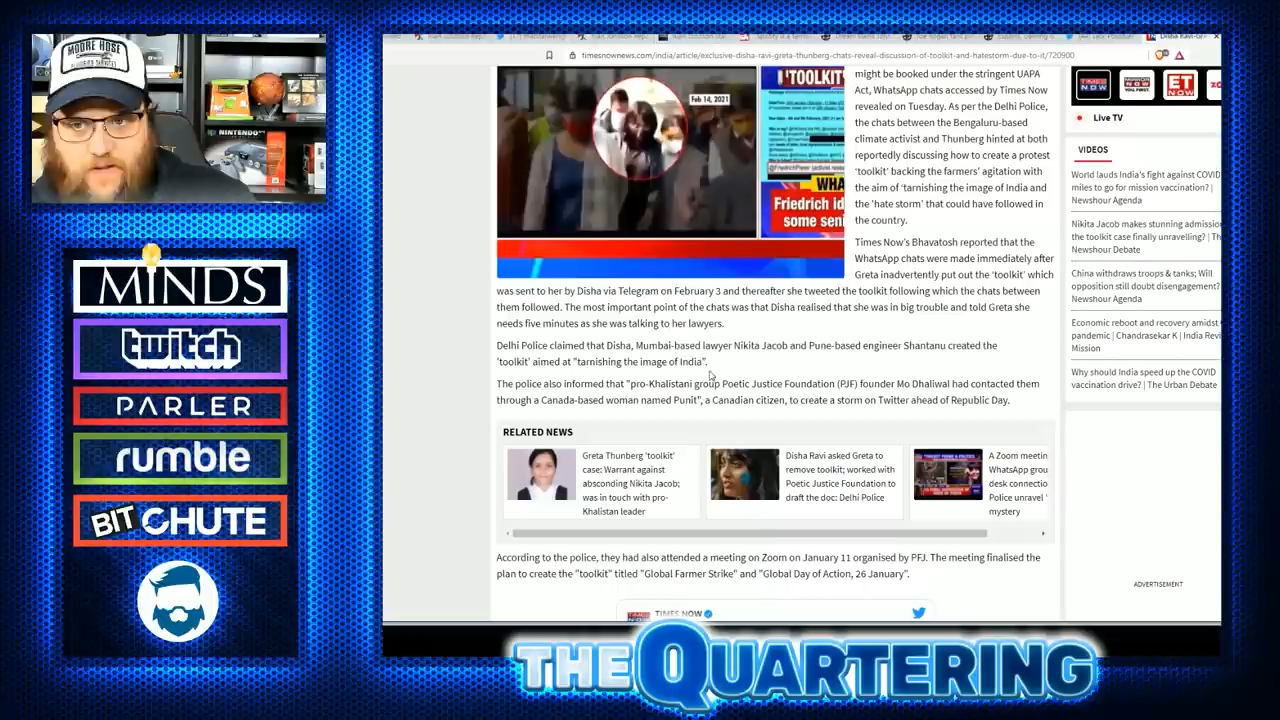 MOORE HOSE
NINTENDO
MINDS
twitch
PARLER
rumble
BITCHUTE
timesnownews.com/india/article/exclusive-disha-ravi-greta-thunberg-chats-reveal-discussion-of-toolkit-and-hatestorm-due-to-it/720900
Feb 14, 2021
'TOOLKIT'
WHA
Friedrich id
some seni
might be booked under the stringent UAPA
Act, WhatsApp chats accessed by Times Now
revealed on Tuesday. As per the Delhi Police,
the chats between the Bengaluru-based
climate activist and Thunberg hinted at both
reportedly discussing how to create a protest
'toolkit' backing the farmers' agitation with
the aim of 'tarnishing the image of India and
the 'hate storm' that could have followed in
the country.
Times Now's Bhavatosh reported that the
WhatsApp chats were made immediately after
Greta inadvertently put out the 'toolkit' which
was sent to her by Disha via Telegram on February 3 and thereafter she tweeted the toolkit following which the chats between
them followed. The most important point of the chats was that Disha realised that she was in big trouble and told Greta she
needs five minutes as she was talking to her lawyers.
Delhi Police claimed that Disha, Mumbai-based lawyer Nikita Jacob and Pune-based engineer Shantanu created the
'toolkit' aimed at "tarnishing the image of India".
The police also informed that "pro-Khalistani group Poetic Justice Foundation (PJF) founder Mo Dhaliwal had contacted them
through a Canada-based woman named Punit", a Canadian citizen, to create a storm on Twitter ahead of Republic Day.
RELATED NEWS
Greta Thunberg 'toolkit'
case: Warrant against
absconding Nikita Jacob;
was in touch with pro-
Khalistan leader
Disha Ravi asked Greta to
remove toolkit; worked with
Poetic Justice Foundation to
draft the doc: Delhi Police
A Zoom meetin
WhatsApp grou
desk connectio
Police unravel '
mystery
According to the police, they had also attended a meeting on Zoom on January 11 organised by PFJ. The meeting finalised the
plan to create the "toolkit" titled "Global Farmer Strike" and "Global Day of Action, 26 January".
TIMES NOW
TIMES NOW
MIRROR NOW
ET NOW
Live TV
VIDEOS
World lauds India's fight against COVID
miles to go for mission vaccination? |
Newshour Agenda
Nikita Jacob makes stunning admissio
the toolkit case finally unravelling? | Th
Newshour Debate
China withdraws troops & tanks; Will
opposition still doubt disengagement?
Newshour Agenda
Economic reboot and recovery amidst
pandemic | Chandrasekar K | India Revi
Mission
Why should India speed up the COVID
vaccination drive? | The Urban Debate
ADVERTISEMENT
THE QUARTERING